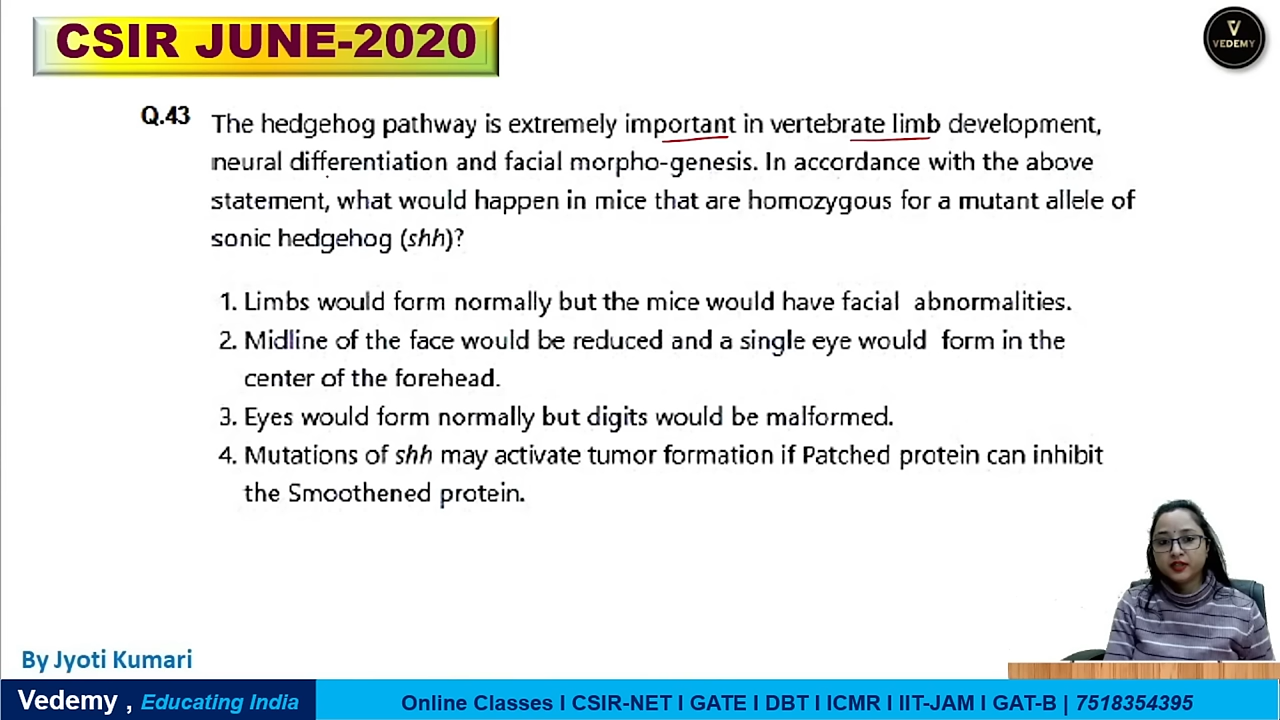 CSIR JUNE-2020
V
VEDEMY
Q.43 The hedgehog pathway is extremely important in vertebrate limb development,
neural differentiation and facial morpho-genesis. In accordance with the above
statement, what would happen in mice that are homozygous for a mutant allele of
sonic hedgehog (shh)?
1. Limbs would form normally but the mice would have facial abnormalities.
2. Midline of the face would be reduced and a single eye would form in the
center of the forehead.
3. Eyes would form normally but digits would be malformed.
4. Mutations of shh may activate tumor formation if Patched protein can inhibit
the Smoothened protein.
By Jyoti Kumari
Vedemy , Educating India
Online Classes I CSIR-NET I GATE I DBT I ICMR I IIT-JAM I GAT-B | 7518354395